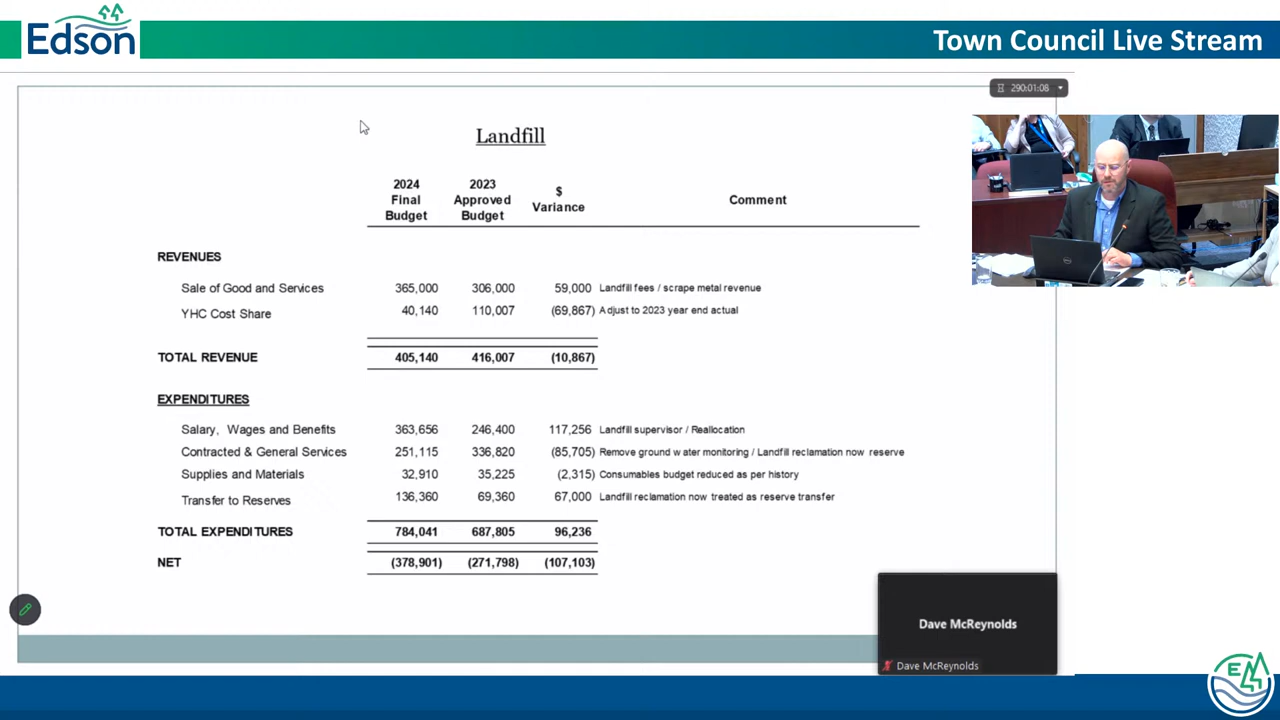 Edson
Town Council Live Stream
290:01:08
Landfill
2024 Final Budget
2023 Approved Budget
$ Variance
Comment
REVENUES
Sale of Good and Services 365,000 306,000 59,000 Landfill fees / scrape metal revenue
YHC Cost Share 40,140 110,007 (69,867) Adjust to 2023 year end actual
TOTAL REVENUE 405,140 416,007 (10,867)
EXPENDITURES
Salary, Wages and Benefits 363,656 246,400 117,256 Landfill supervisor / Reallocation
Contracted & General Services 251,115 336,820 (85,705) Remove ground water monitoring / Landfill reclamation now reserve
Supplies and Materials 32,910 35,225 (2,315) Consumables budget reduced as per history
Transfer to Reserves 136,360 69,360 67,000 Landfill reclamation now treated as reserve transfer
TOTAL EXPENDITURES 784,041 687,805 96,236
NET (378,901) (271,798) (107,103)
Dave McReynolds
Dave McReynolds